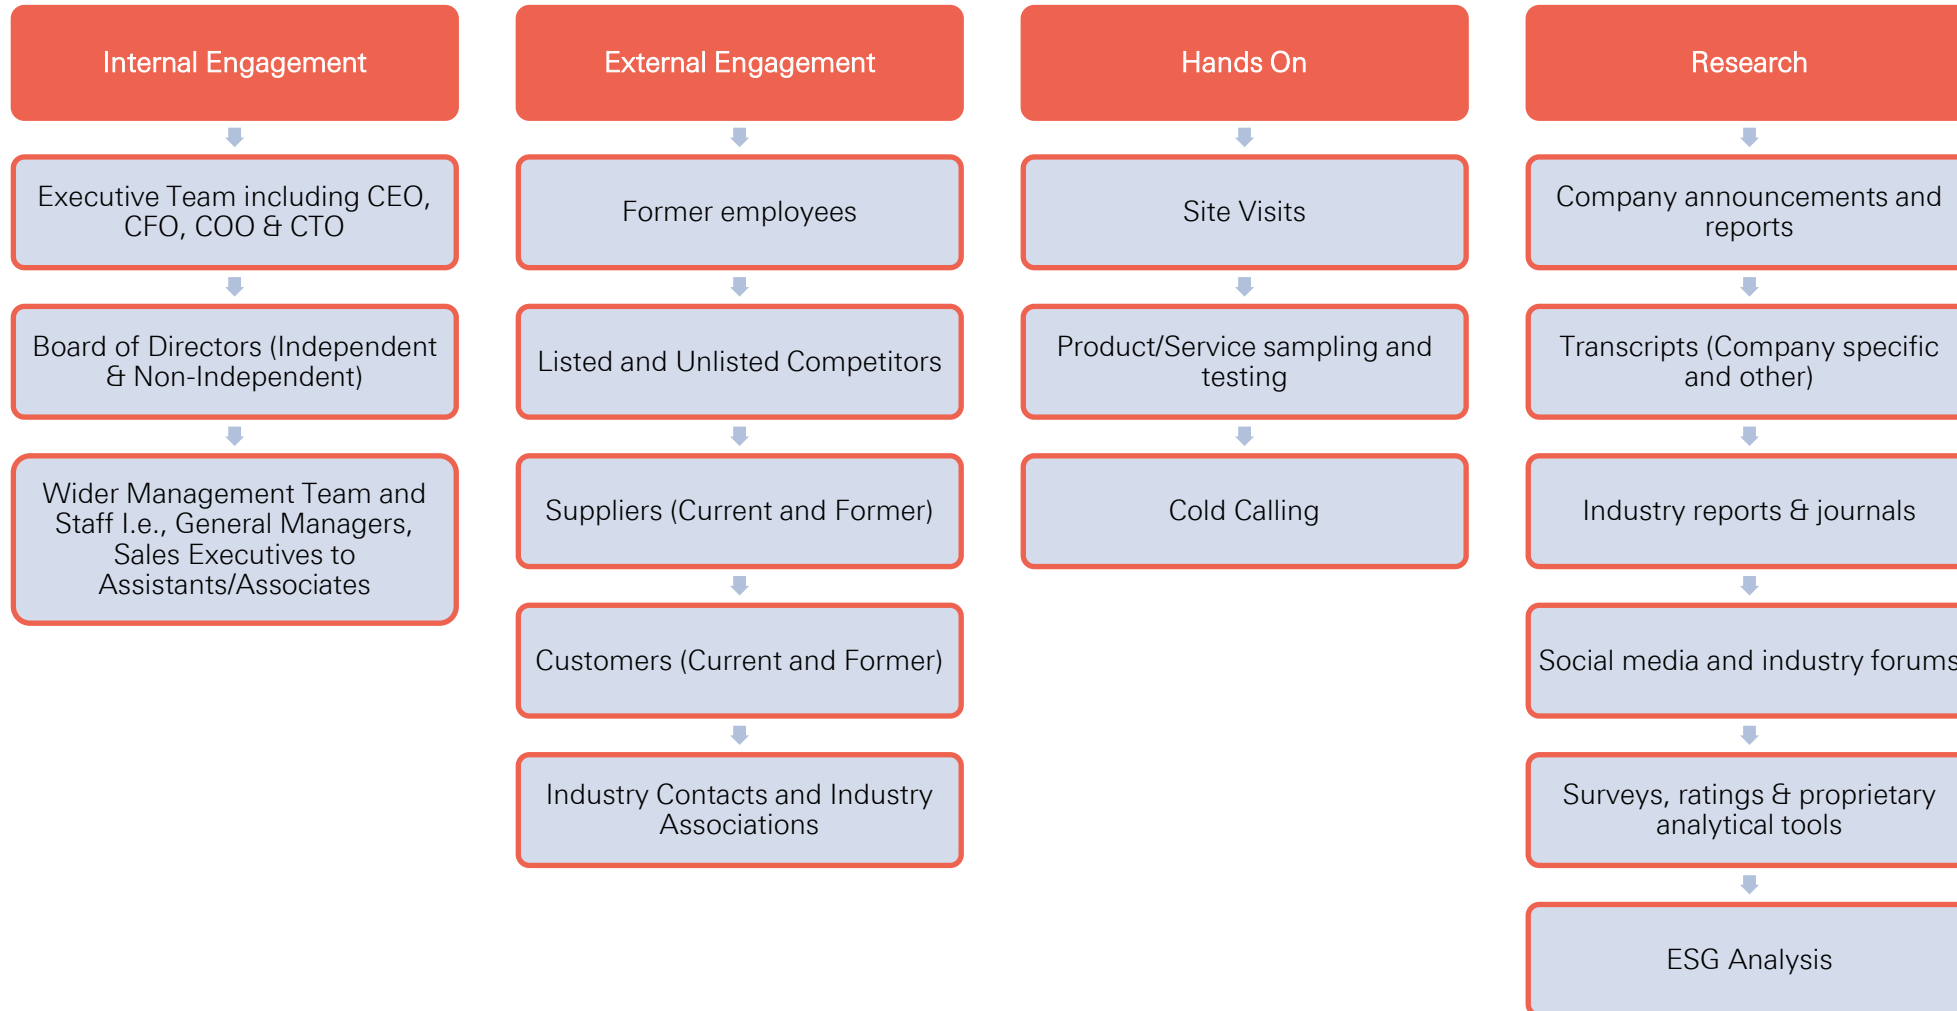 Internal Engagement
Executive Team including CEO,
CFO, COO & CTO
Board of Directors (Independent
& Non-Independent)
Wider Management Team and
Staff I.e., General Managers,
Sales Executives to
Assistants/Associates
External Engagement
Former employees
Listed and Unlisted Competitors
Suppliers (Current and Former)
Customers (Current and Former)
Industry Contacts and Industry
Associations
Hands On
Site Visits
Product/Service sampling and
testing
Cold Calling
Research
Company announcements and
reports
Transcripts (Company specific
and other)
Industry reports & journals
Social media and industry forums
Surveys, ratings & proprietary
analytical tools
ESG Analysis